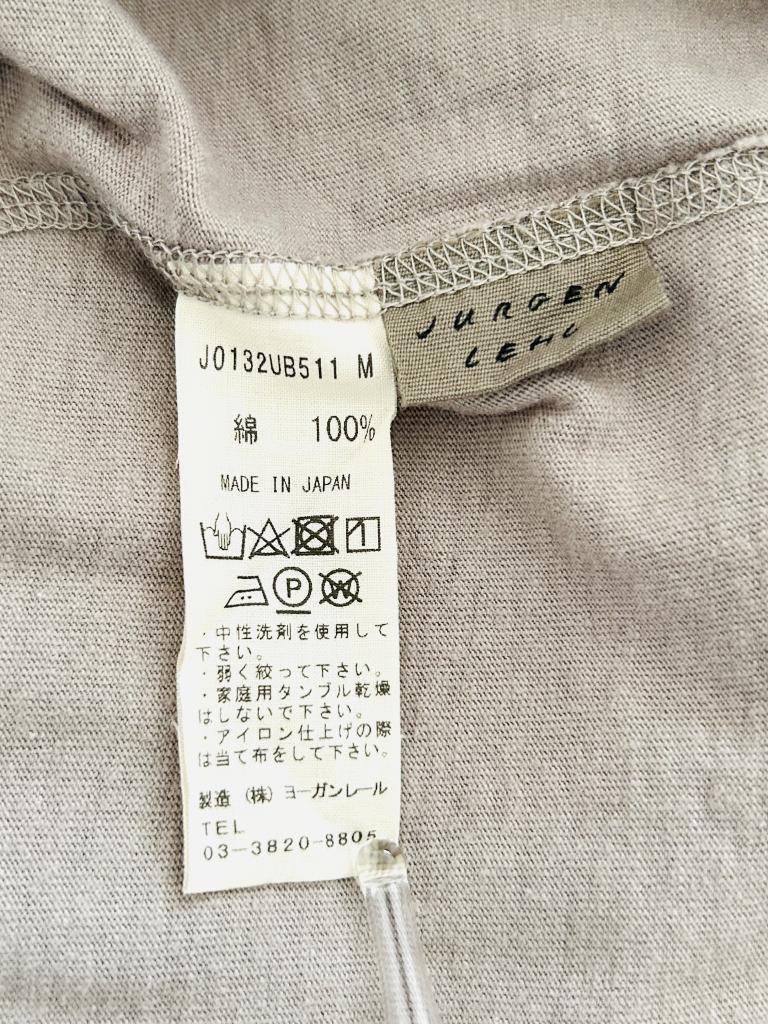 JURGEN
LEHL
J0132UB511 M
綿 100%
MADE IN JAPAN
P
W
・中性洗剤を使用して
下さい。
・弱く絞って下さい。
・家庭用タンブル乾燥
はしないで下さい。
・アイロン仕上げの際
は当て布をして下さい。
製造 (株) ヨーガンレール
TEL
03-3820-8805